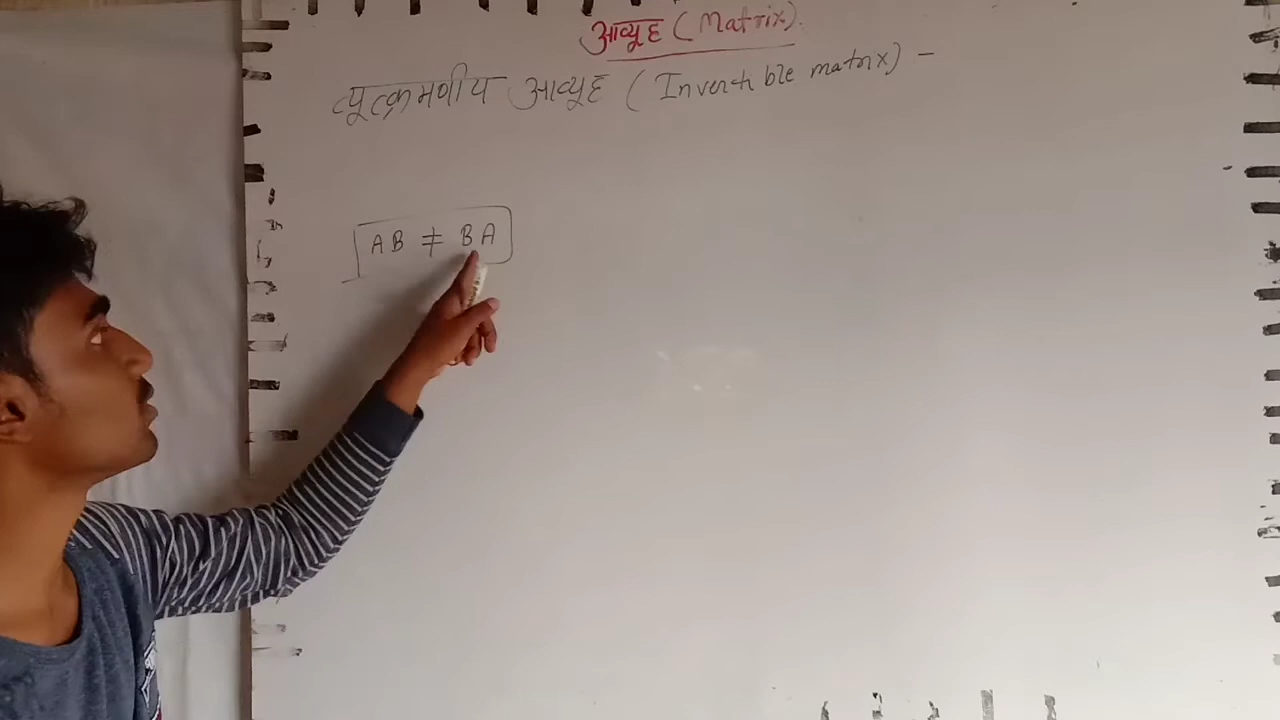 आव्यूह (Matrix).
व्युत्क्रमणीय आव्यूह (Invertible matrix) -
AB ≠ BA